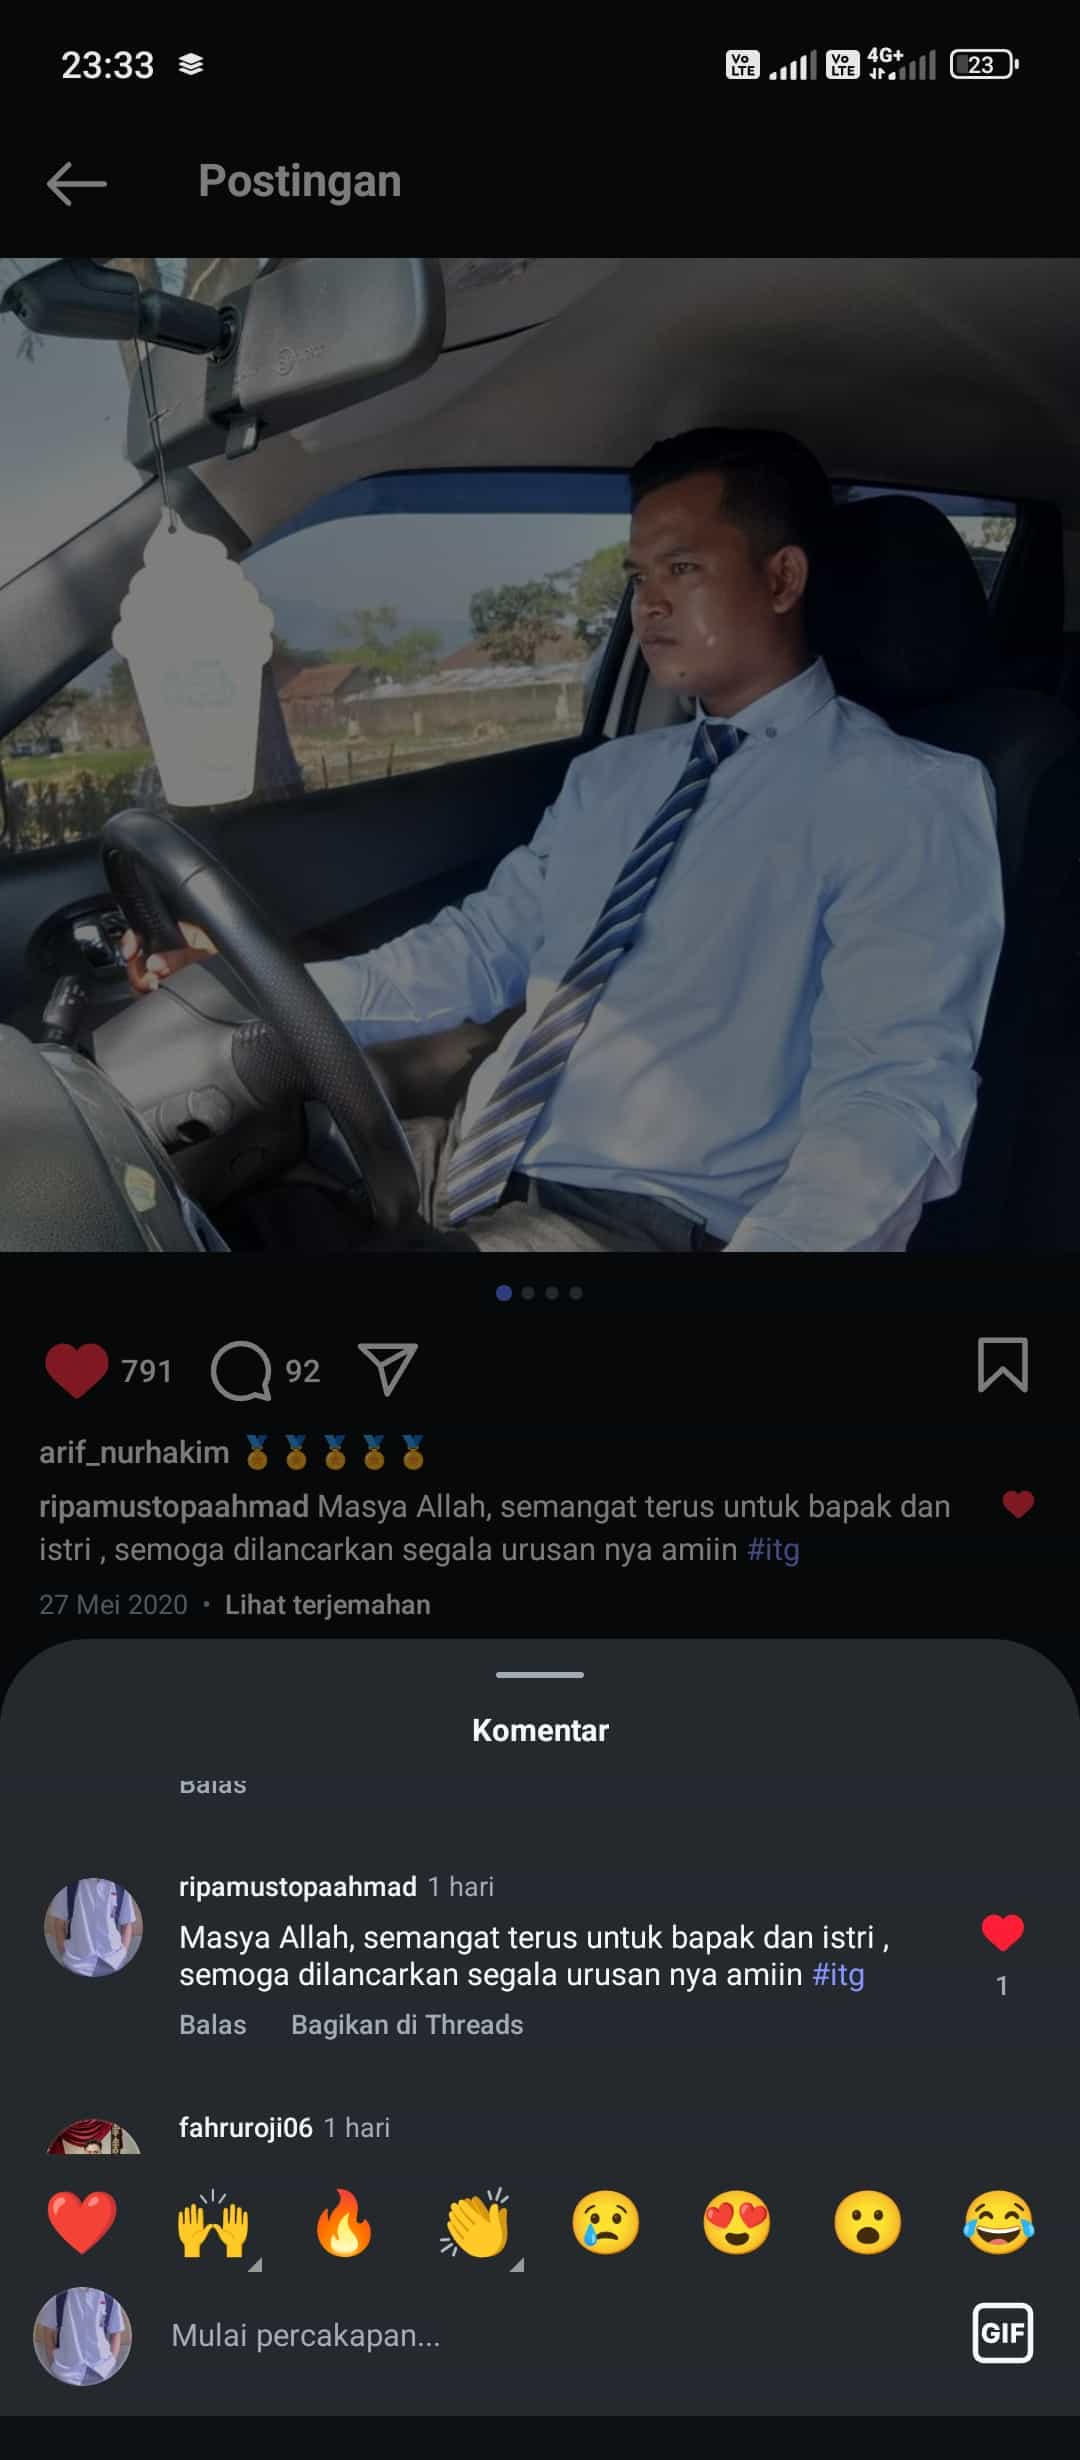 23:33
Vo LTE Vo LTE 4G+ 23
Postingan
791 92
arif_nurhakim 🏅🏅🏅🏅🏅
ripamustopaahmad Masya Allah, semangat terus untuk bapak dan
istri , semoga dilancarkan segala urusan nya amiin #itg
27 Mei 2020 • Lihat terjemahan
Komentar
Balas
ripamustopaahmad 1 hari
Masya Allah, semangat terus untuk bapak dan istri ,
semoga dilancarkan segala urusan nya amiin #itg
1
Balas Bagikan di Threads
fahruroji06 1 hari
Mulai percakapan...
GIF